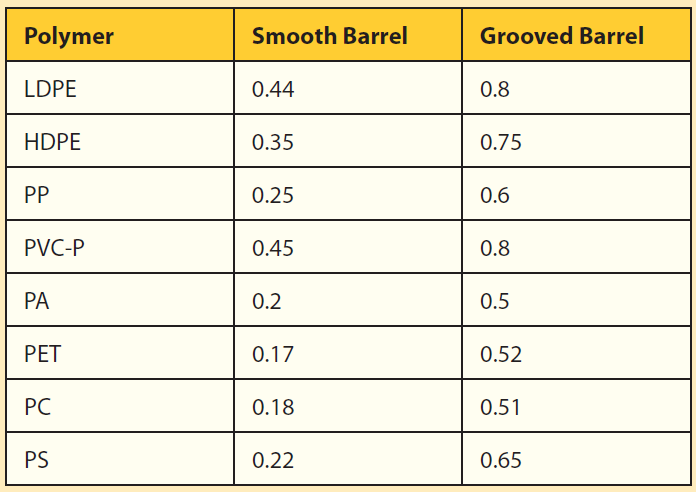 Polymer Smooth Barrel Grooved Barrel
LDPE 0.44 0.8
HDPE 0.35 0.75
PP 0.25 0.6
PVC-P 0.45 0.8
PA 0.2 0.5
PET 0.17 0.52
PC 0.18 0.51
PS 0.22 0.65